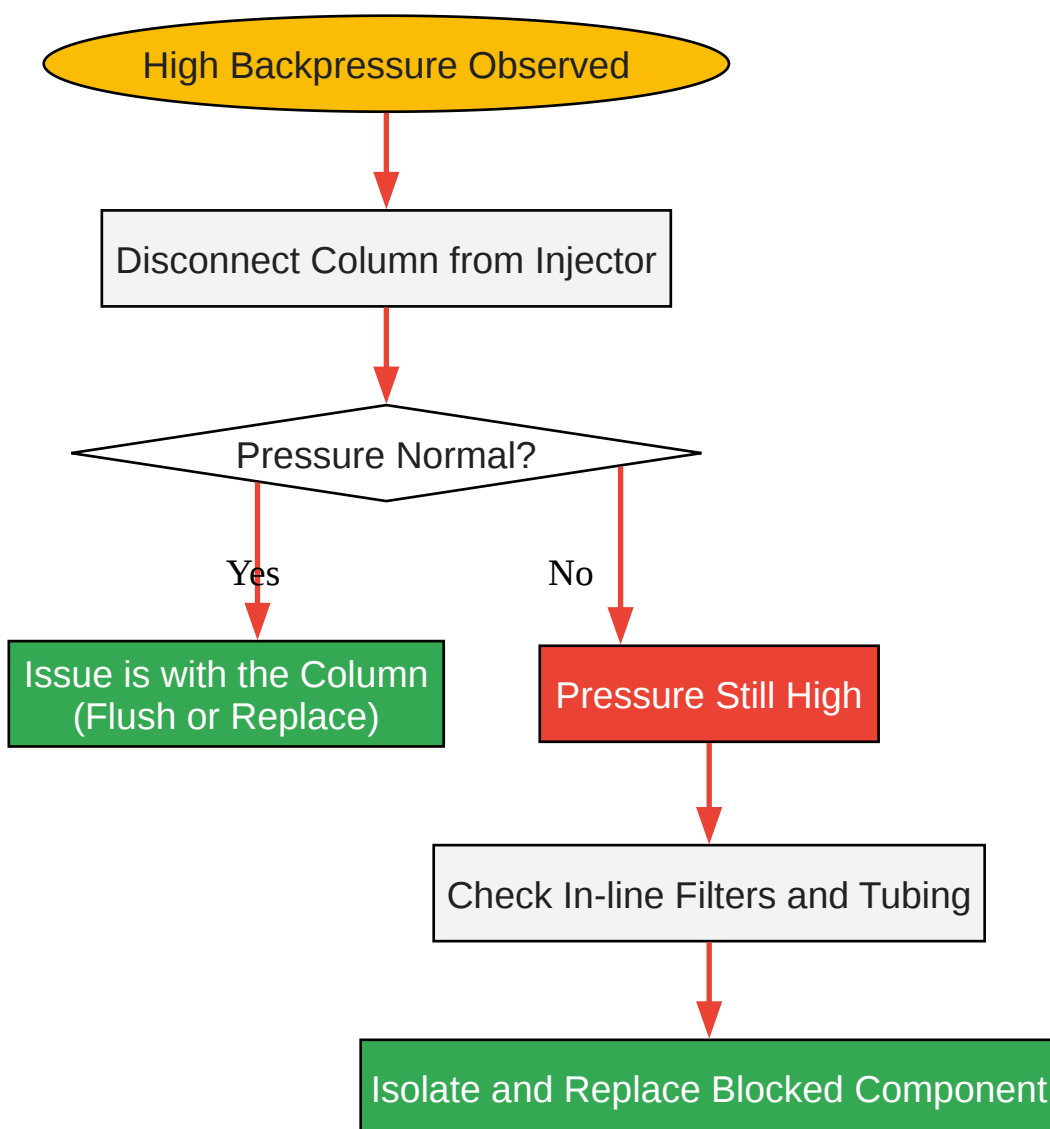 High Backpressure Observed
Disconnect Column from Injector
Pressure Normal?
Yes
No
Issue is with the Column
(Flush or Replace)
Pressure Still High
Check In-line Filters and Tubing
Isolate and Replace Blocked Component